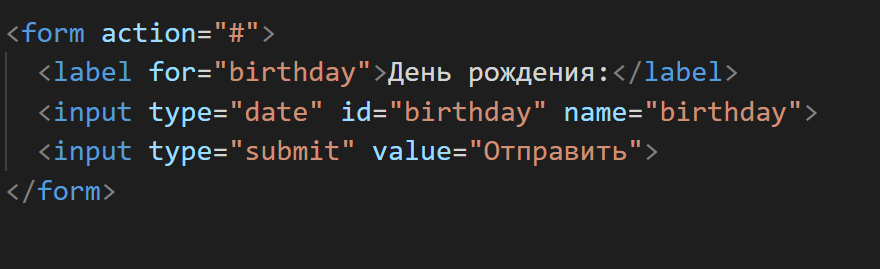 <form action="#">
<label for="birthday">День рождения:</label>
<input type="date" id="birthday" name="birthday">
<input type="submit" value="Отправить">
</form>